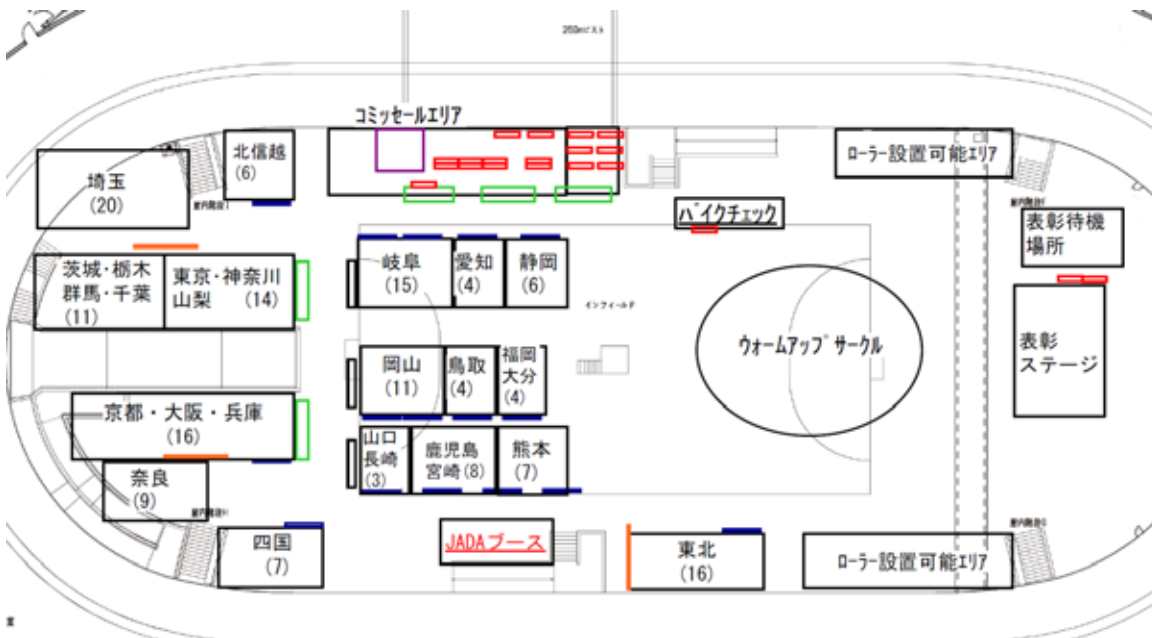 250mピスト
コミッセールエリア
北信越
(6)
埼玉
(20)
ローラー設置可能エリア
バイクチェック
表彰待機
場所
茨城・栃木
群馬・千葉
(11)
東京・神奈川
山梨 (14)
岐阜
(15)
愛知
(4)
静岡
(6)
インフィールド
ウォームアップサークル
表彰
ステージ
岡山
(11)
鳥取
(4)
福岡
大分
(4)
京都・大阪・兵庫
(16)
山口
長崎
(3)
鹿児島
宮崎(8)
熊本
(7)
奈良
(9)
四国
(7)
JADAブース
東北
(16)
ローラー設置可能エリア